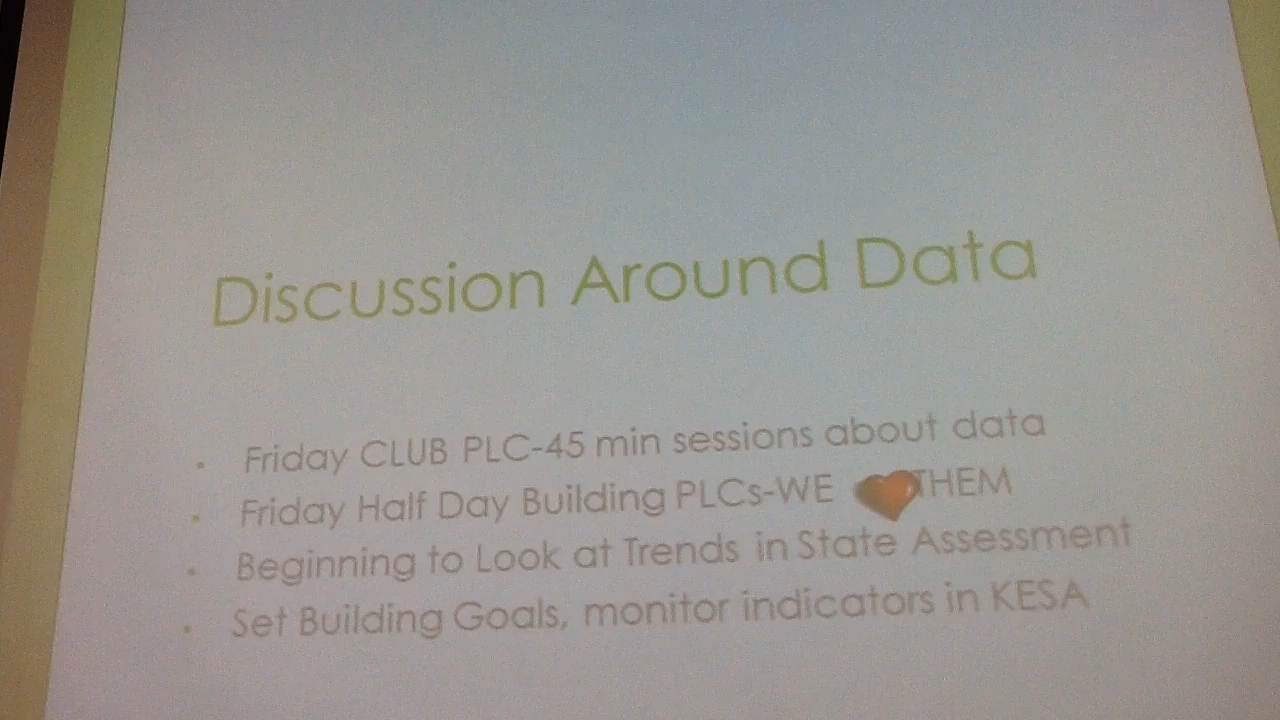 Discussion Around Data
Friday CLUB PLC-45 min sessions about data
Friday Half Day Building PLCs-WE THEM
Beginning to Look at Trends in State Assessment
Set Building Goals, monitor indicators in KESA